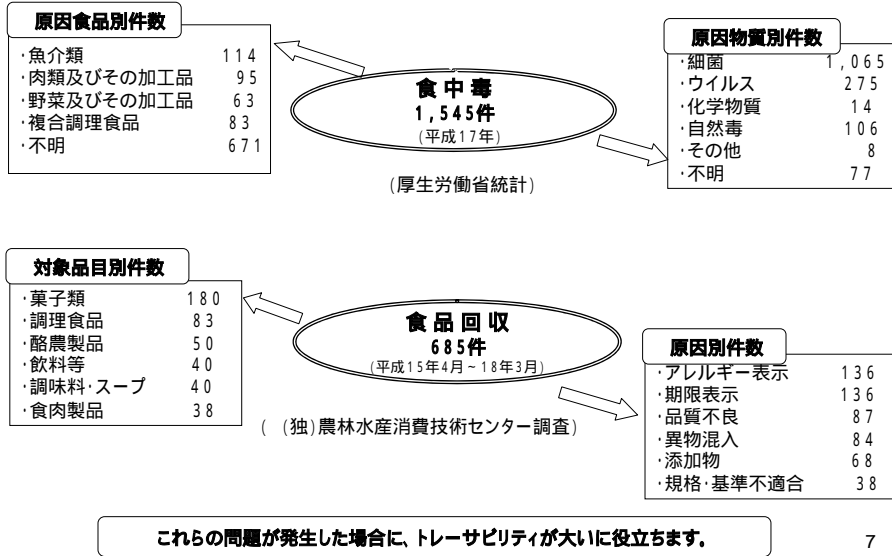 原因食品別件数
･魚介類 114
･肉類及びその加工品 95
･野菜及びその加工品 63
･複合調理食品 83
･不明 671
食中毒
1,545件
(平成17年)
(厚生労働省統計)
原因物質別件数
･細菌 1,065
･ウイルス 275
･化学物質 14
･自然毒 106
･その他 8
･不明 77
対象品目別件数
･菓子類 180
･調理食品 83
･酪農製品 50
･飲料等 40
･調味料･スープ 40
･食肉製品 38
食品回収
685件
(平成15年4月~18年3月)
( (独)農林水産消費技術センター調査)
原因別件数
･アレルギー表示 136
･期限表示 136
･品質不良 87
･異物混入 84
･添加物 68
･規格･基準不適合 38
これらの問題が発生した場合に、トレーサビリティが大いに役立ちます。
7